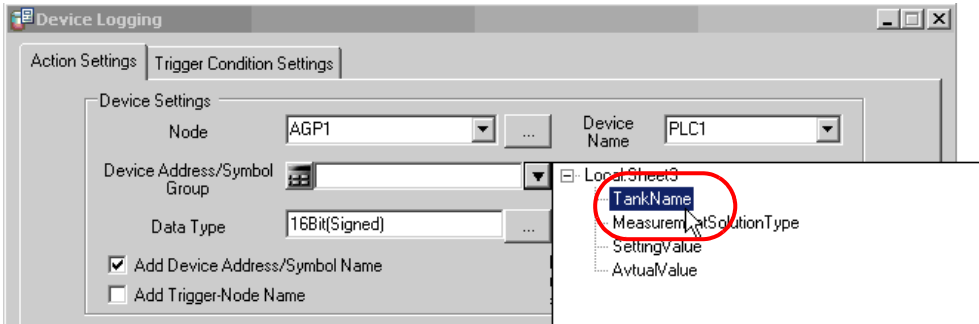 Device Logging
Action Settings Trigger Condition Settings
Device Settings
Node AGP1 ... Device Name PLC1
Device Address/Symbol Group
Local:Sheet3
TankName
Data Type 16Bit(Signed) ...
MeasurementSolutionType
SettingValue
AvtualValue
Add Device Address/Symbol Name
Add Trigger-Node Name